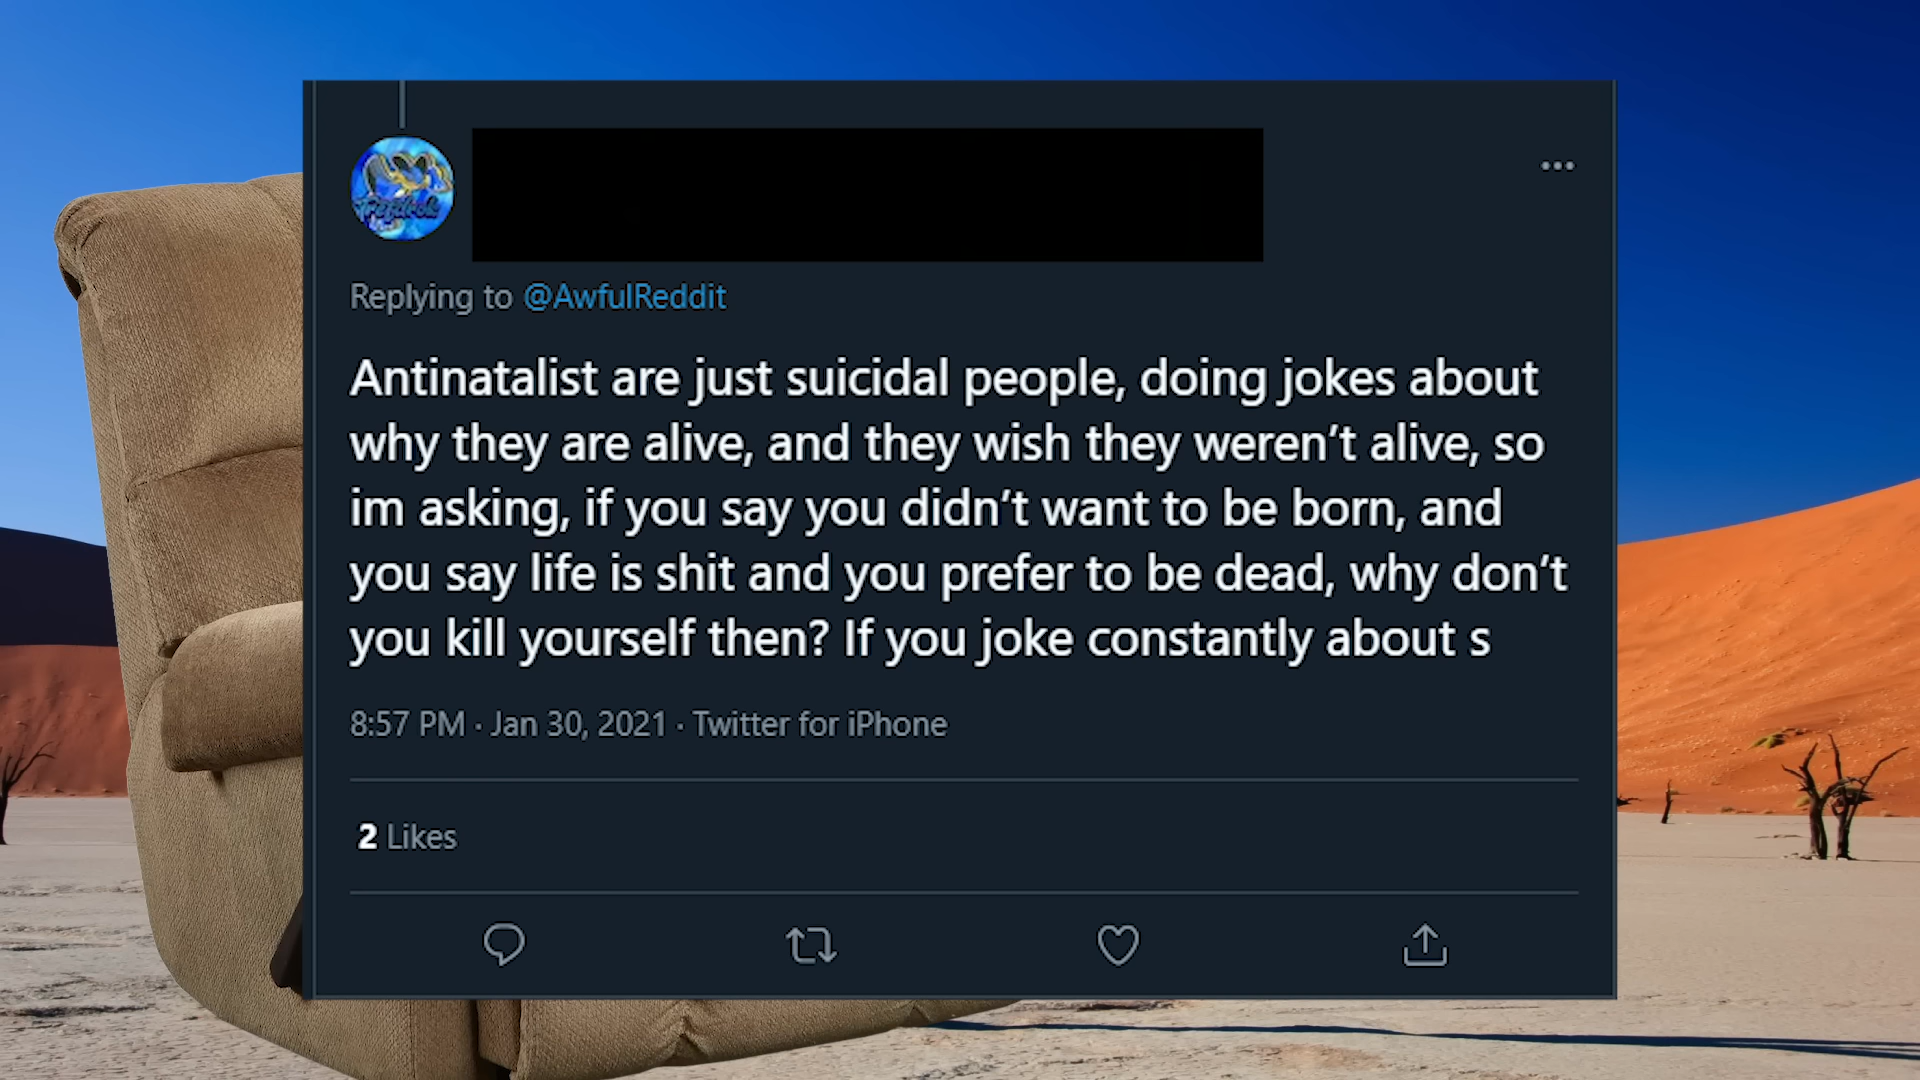 Replying to @AwfulReddit
Antinatalist are just suicidal people, doing jokes about
why they are alive, and they wish they weren’t alive, so
im asking, if you say you didn’t want to be born, and
you say life is shit and you prefer to be dead, why don’t
you kill yourself then? If you joke constantly about s
8:57 PM · Jan 30, 2021 · Twitter for iPhone
2 Likes